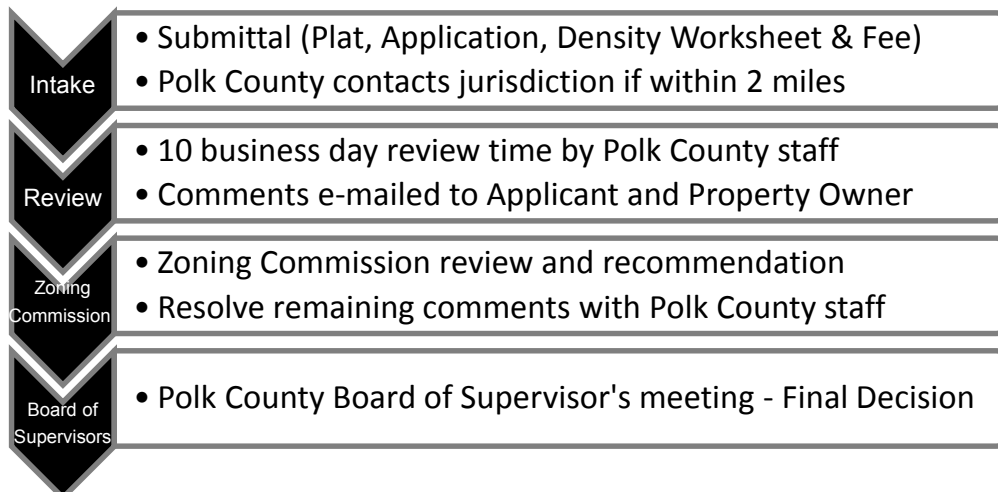 Intake
• Submittal (Plat, Application, Density Worksheet & Fee)
• Polk County contacts jurisdiction if within 2 miles
Review
• 10 business day review time by Polk County staff
• Comments e-mailed to Applicant and Property Owner
Zoning
Commission
• Zoning Commission review and recommendation
• Resolve remaining comments with Polk County staff
Board of
Supervisors
• Polk County Board of Supervisor's meeting - Final Decision